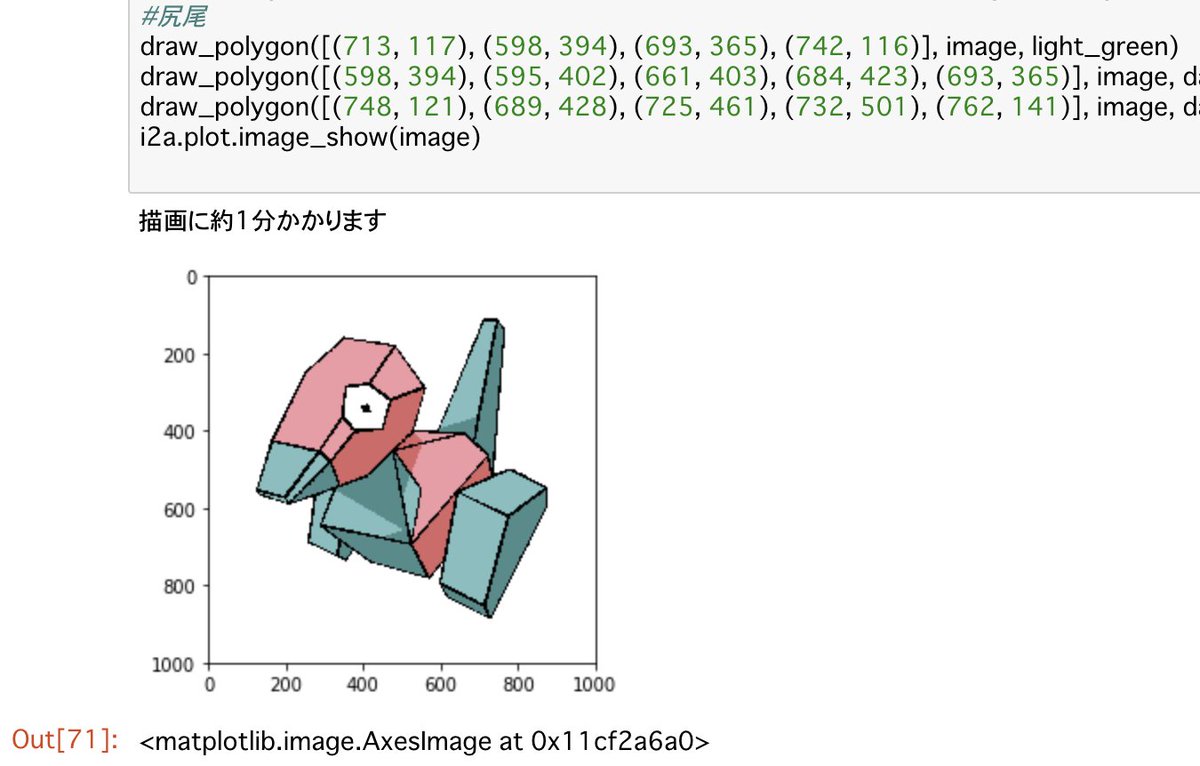 #尻尾
draw_polygon([(713, 117), (598, 394), (693, 365), (742, 116)], image, light_green)
draw_polygon([(598, 394), (595, 402), (661, 403), (684, 423), (693, 365)], image, da
draw_polygon([(748, 121), (689, 428), (725, 461), (732, 501), (762, 141)], image, da
i2a.plot.image_show(image)
描画に約1分かかります
0
200
400
600
800
1000
0 200 400 600 800 1000
Out[71]: <matplotlib.image.AxesImage at 0x11cf2a6a0>